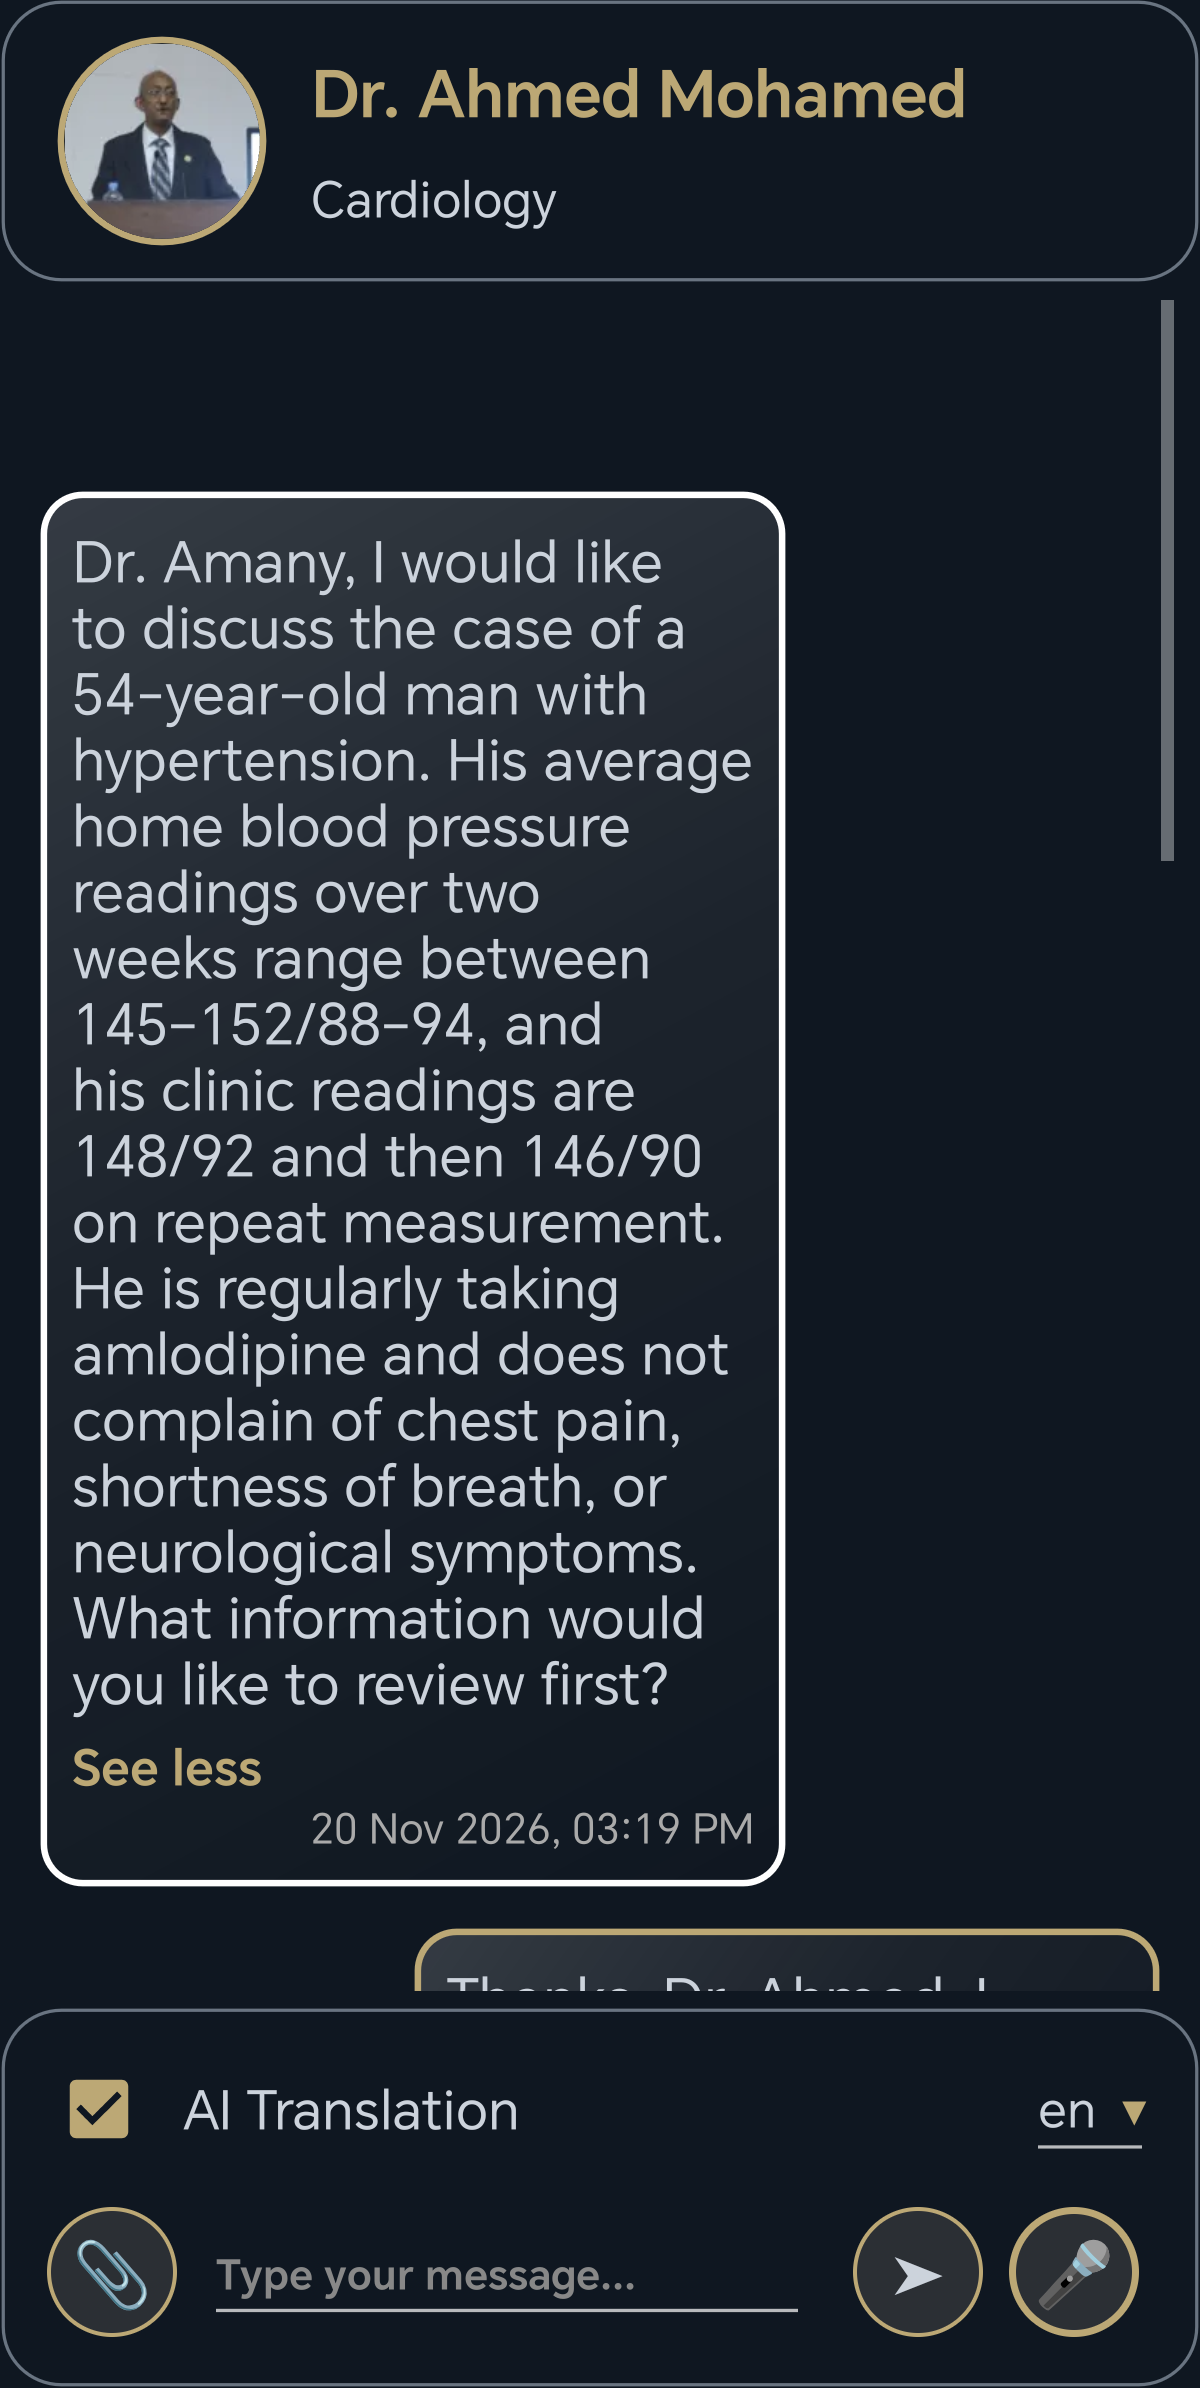 Dr. Ahmed Mohamed
Cardiology
Dr. Amany, I would like
to discuss the case of a
54-year-old man with
hypertension. His average
home blood pressure
readings over two
weeks range between
145-152/88-94, and
his clinic readings are
148/92 and then 146/90
on repeat measurement.
He is regularly taking
amlodipine and does not
complain of chest pain,
shortness of breath, or
neurological symptoms.
What information would
you like to review first?
See less
20 Nov 2026, 03:19 PM
Thanks, Dr. Ahmed. I
AI Translation
en
Type your message...